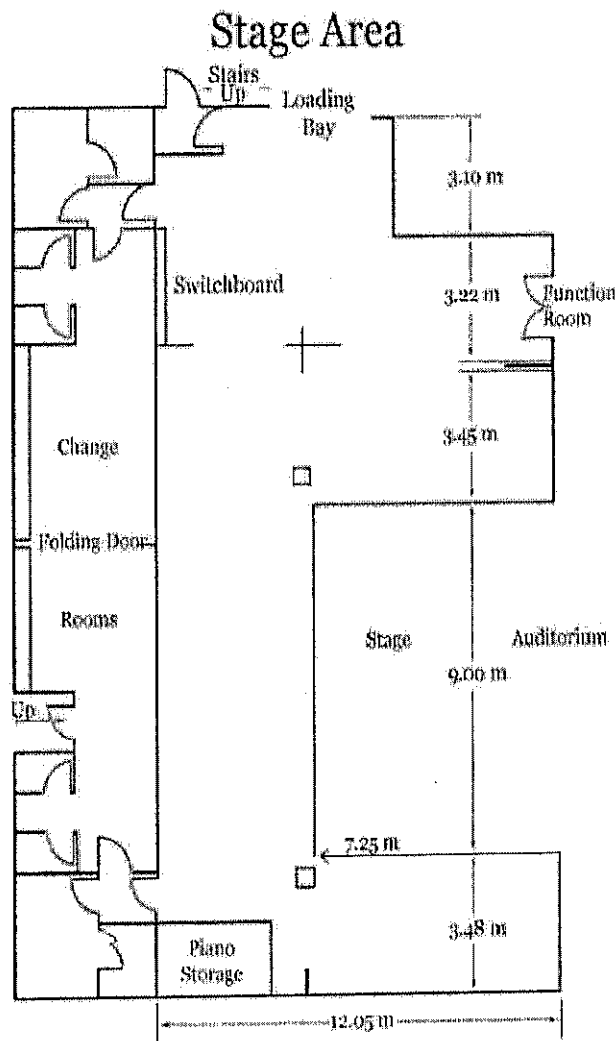 Stage Area
Stairs
Up
Loading
Bay
3.10 m
Switchboard
3.22 m
Function
Room
3.45 m
Change
Folding Door
Rooms
Stage
Auditorium
9.00 m
Up
7.25 m
3.48 m
Piano
Storage
12.05 m